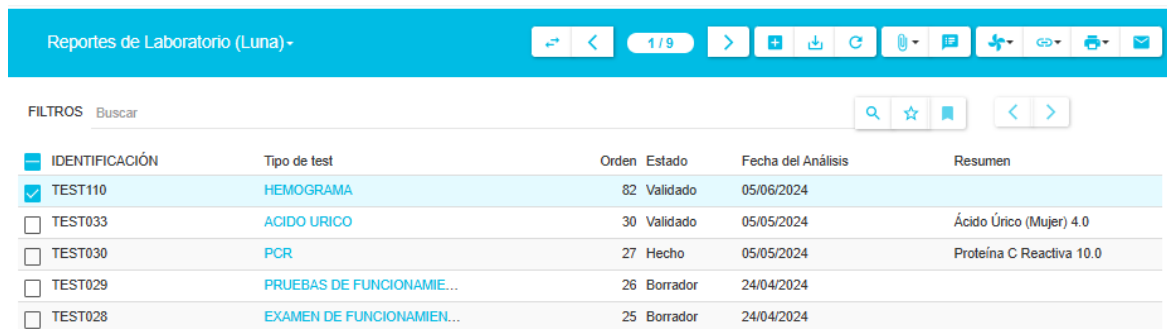 Reportes de Laboratorio (Luna)
1 / 9
FILTROS Buscar
IDENTIFICACIÓN Tipo de test Orden Estado Fecha del Análisis Resumen
TEST110 HEMOGRAMA 82 Validado 05/06/2024
TEST033 ACIDO URICO 30 Validado 05/05/2024 Ácido Úrico (Mujer) 4.0
TEST030 PCR 27 Hecho 05/05/2024 Proteína C Reactiva 10.0
TEST029 PRUEBAS DE FUNCIONAMIE... 26 Borrador 24/04/2024
TEST028 EXAMEN DE FUNCIONAMIEN... 25 Borrador 24/04/2024